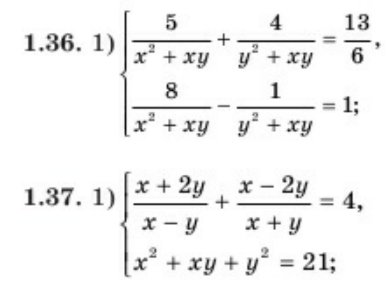 1.36. 1) { 5/(x² + xy) + 4/(y² + xy) = 13/6,
8/(x² + xy) − 1/(y² + xy) = 1;
1.37. 1) { (x + 2y)/(x − y) + (x − 2y)/(x + y) = 4,
x² + xy + y² = 21;